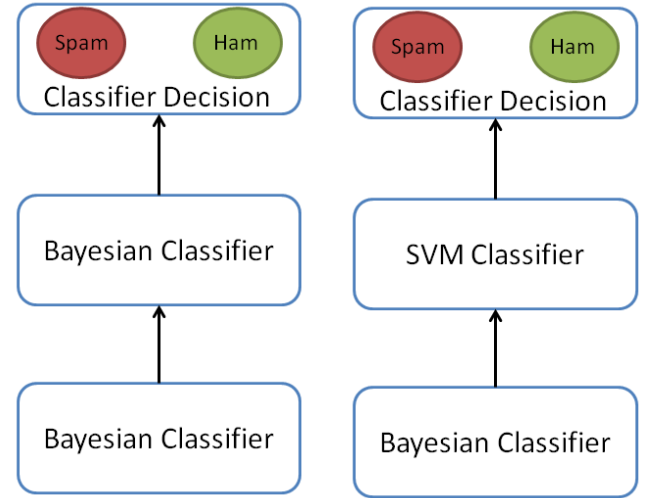 Spam Ham
Classifier Decision
Bayesian Classifier
Bayesian Classifier
Spam Ham
Classifier Decision
SVM Classifier
Bayesian Classifier